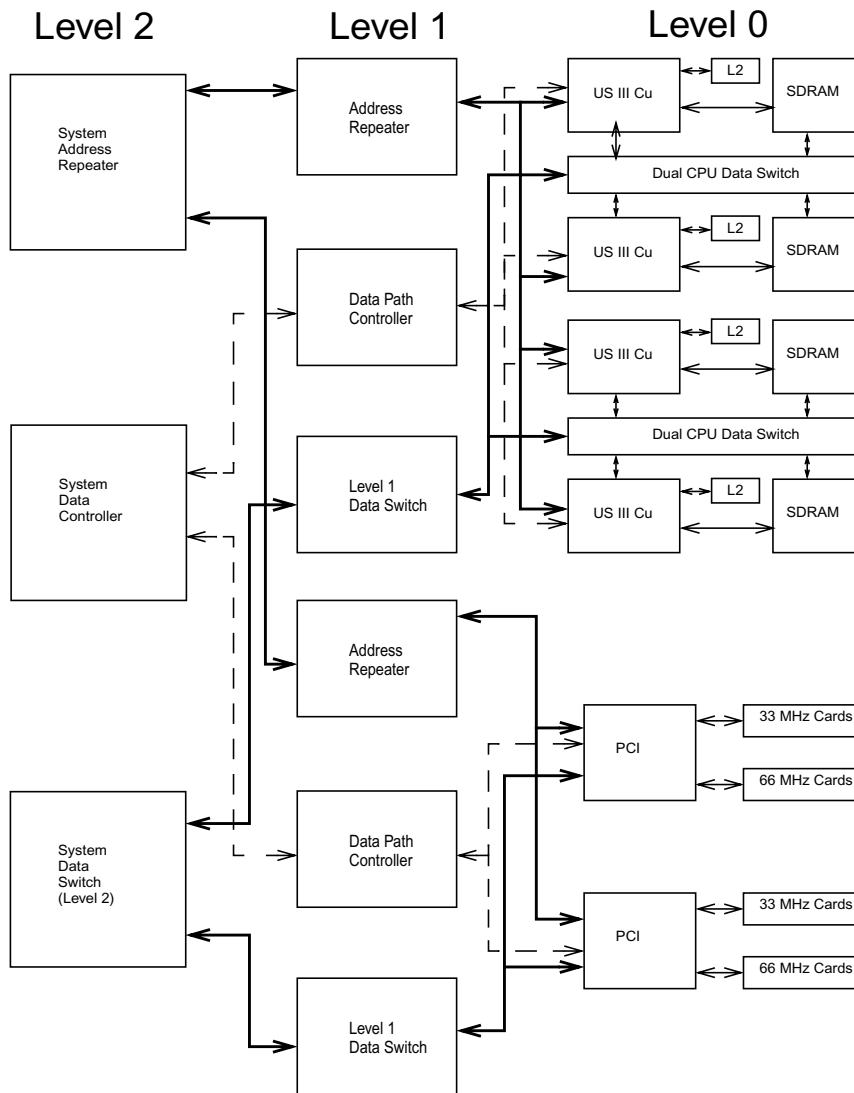 Level 2
Level 1
Level 0
System
Address
Repeater
System
Data
Controller
System
Data
Switch
(Level 2)
Address
Repeater
Data Path
Controller
Level 1
Data Switch
Address
Repeater
Data Path
Controller
Level 1
Data Switch
US III Cu
L2
SDRAM
Dual CPU Data Switch
US III Cu
L2
SDRAM
US III Cu
L2
SDRAM
Dual CPU Data Switch
US III Cu
L2
SDRAM
PCI
33 MHz Cards
66 MHz Cards
PCI
33 MHz Cards
66 MHz Cards